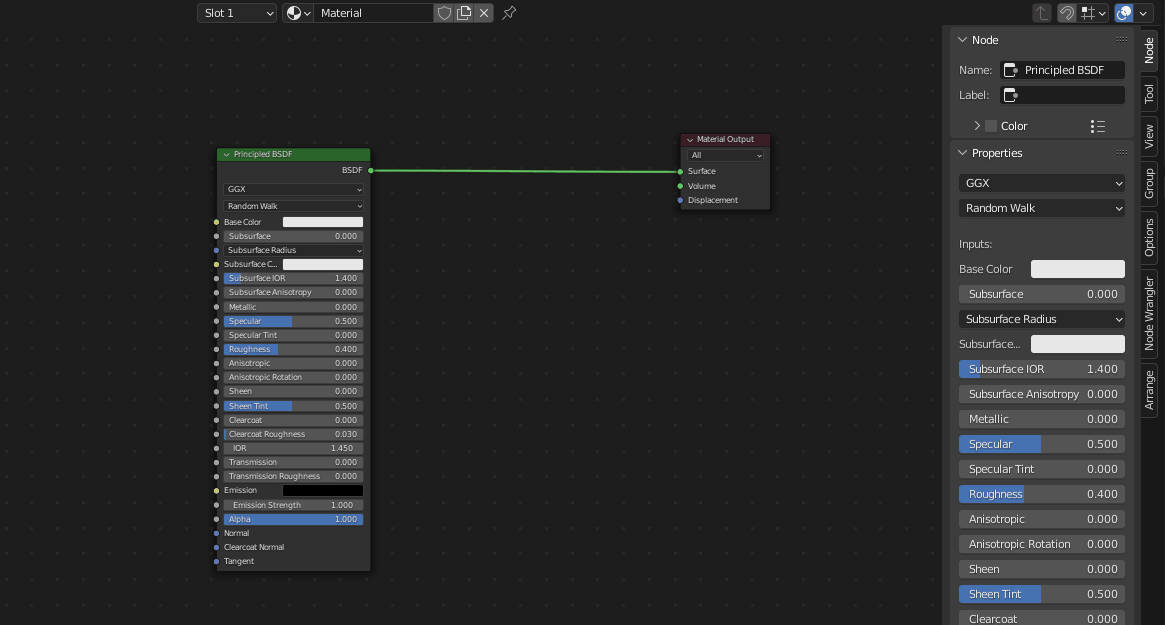 Slot 1
Material
Principled BSDF
BSDF
GGX
Random Walk
Base Color
Subsurface 0.000
Subsurface Radius
Subsurface C...
Subsurface IOR 1.400
Subsurface Anisotropy 0.000
Metallic 0.000
Specular 0.500
Specular Tint 0.000
Roughness 0.400
Anisotropic 0.000
Anisotropic Rotation 0.000
Sheen 0.000
Sheen Tint 0.500
Clearcoat 0.000
Clearcoat Roughness 0.030
IOR 1.450
Transmission 0.000
Transmission Roughness 0.000
Emission
Emission Strength 1.000
Alpha 1.000
Normal
Clearcoat Normal
Tangent
Material Output
All
Surface
Volume
Displacement
Node
Name: Principled BSDF
Label:
Color
Properties
GGX
Random Walk
Inputs:
Base Color
Subsurface 0.000
Subsurface Radius
Subsurface...
Subsurface IOR 1.400
Subsurface Anisotropy 0.000
Metallic 0.000
Specular 0.500
Specular Tint 0.000
Roughness 0.400
Anisotropic 0.000
Anisotropic Rotation 0.000
Sheen 0.000
Sheen Tint 0.500
Clearcoat 0.000
Node
Tool
View
Group
Options
Node Wrangler
Arrange